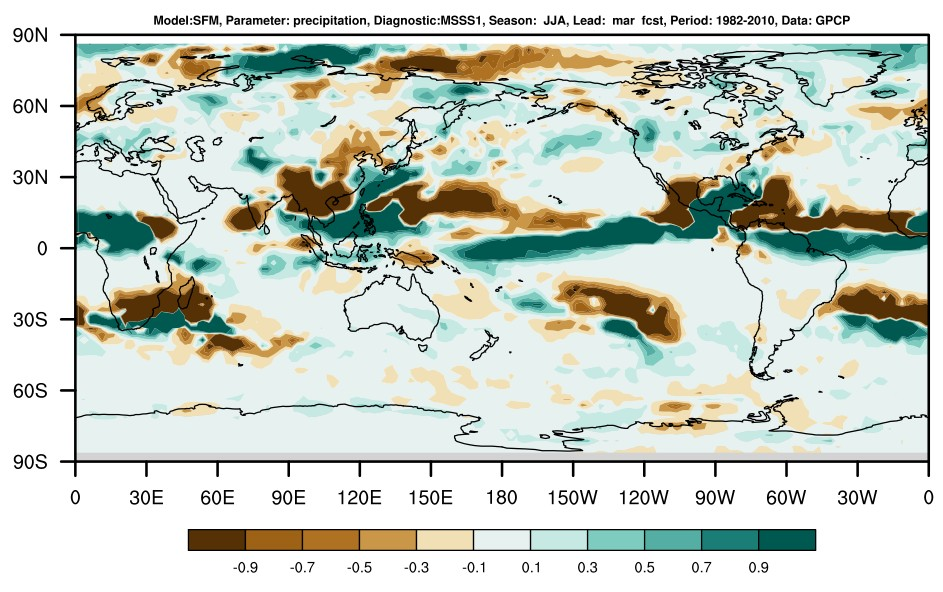 Model:SFM, Parameter: precipitation, Diagnostic:MSSS1, Season: JJA, Lead: mar fcst, Period: 1982-2010, Data: GPCP
90N
60N
30N
0
30S
60S
90S
0 30E 60E 90E 120E 150E 180 150W 120W 90W 60W 30W 0
-0.9 -0.7 -0.5 -0.3 -0.1 0.1 0.3 0.5 0.7 0.9